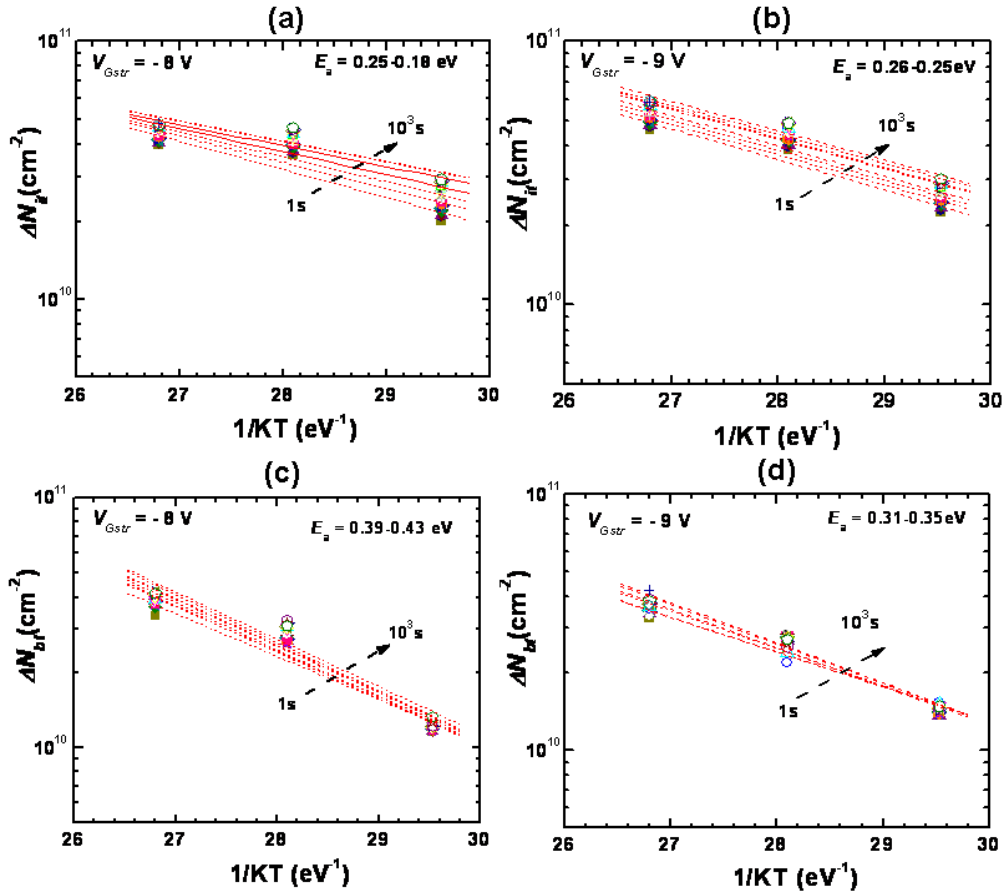 (a)
10¹¹
V_Gstr = - 8 V
E_a = 0.25-0.18 eV
10³s
1s
10¹⁰
ΔN_it(cm⁻²)
26 27 28 29 30
1/KT (eV⁻¹)
(b)
10¹¹
V_Gstr = - 9 V
E_a = 0.26-0.25eV
10³s
1s
10¹⁰
ΔN_it(cm⁻²)
26 27 28 29 30
1/KT (eV⁻¹)
(c)
10¹¹
V_Gstr = - 8 V
E_a = 0.39-0.43 eV
10³s
1s
10¹⁰
ΔN_bt(cm⁻²)
26 27 28 29 30
1/KT (eV⁻¹)
(d)
10¹¹
V_Gstr = - 9 V
E_a = 0.31-0.35eV
10³s
1s
10¹⁰
ΔN_bt(cm⁻²)
26 27 28 29 30
1/KT (eV⁻¹)